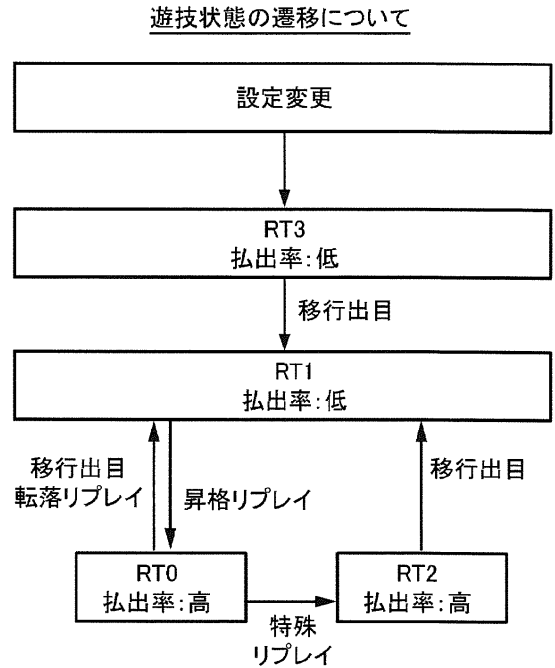 遊技状態の遷移について
設定変更
RT3
払出率:低
移行出目
RT1
払出率:低
移行出目
転落リプレイ
昇格リプレイ
移行出目
RT0
払出率:高
RT2
払出率:高
特殊
リプレイ